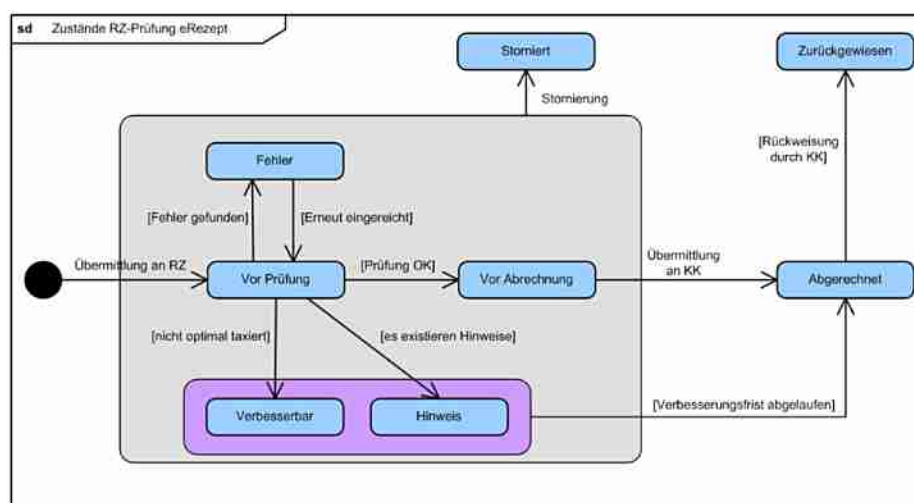 sd Zustände RZ-Prüfung eRezept
Storniert
Zurückgewiesen
Stornierung
[Rückweisung
durch KK]
Fehler
[Fehler gefunden]
[Erneut eingereicht]
Übermittlung an RZ
Vor Prüfung
[Prüfung OK]
Vor Abrechnung
Übermittlung
an KK
Abgerechnet
[nicht optimal taxiert]
[es existieren Hinweise]
Verbesserbar
Hinweis
[Verbesserungsfrist abgelaufen]